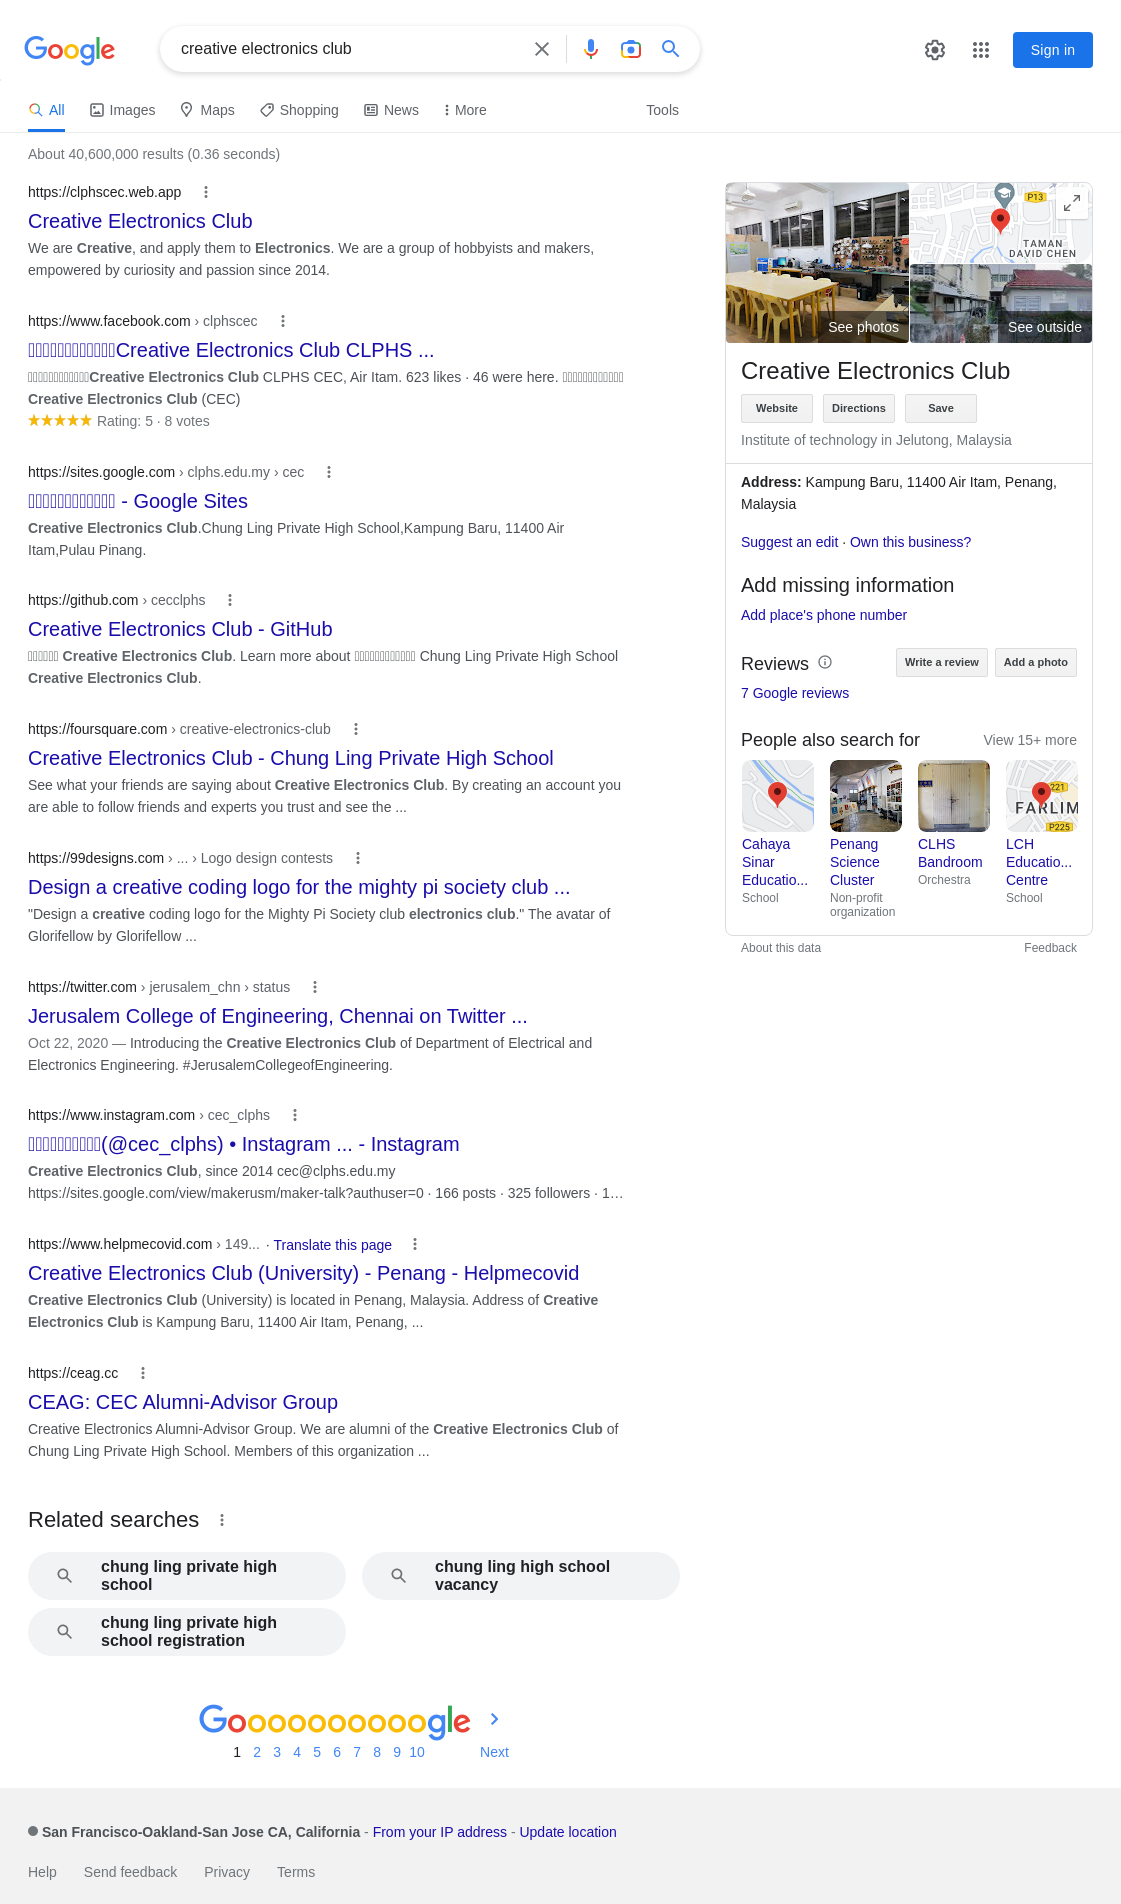 Google
creative electronics club
Sign in
All
Images
Maps
Shopping
News
More
Tools
About 40,600,000 results (0.36 seconds)
https://clphscec.web.app
Creative Electronics Club
We are Creative, and apply them to Electronics. We are a group of hobbyists and makers,
empowered by curiosity and passion since 2014.
https://www.facebook.com › clphscec
Creative Electronics Club CLPHS ...
Creative Electronics Club CLPHS CEC, Air Itam. 623 likes · 46 were here.
Creative Electronics Club (CEC)
Rating: 5 · 8 votes
https://sites.google.com › clphs.edu.my › cec
- Google Sites
Creative Electronics Club.Chung Ling Private High School,Kampung Baru, 11400 Air
Itam,Pulau Pinang.
https://github.com › cecclphs
Creative Electronics Club - GitHub
Creative Electronics Club. Learn more about Chung Ling Private High School
Creative Electronics Club.
https://foursquare.com › creative-electronics-club
Creative Electronics Club - Chung Ling Private High School
See what your friends are saying about Creative Electronics Club. By creating an account you
are able to follow friends and experts you trust and see the ...
https://99designs.com › ... › Logo design contests
Design a creative coding logo for the mighty pi society club ...
"Design a creative coding logo for the Mighty Pi Society club electronics club." The avatar of
Glorifellow by Glorifellow ...
https://twitter.com › jerusalem_chn › status
Jerusalem College of Engineering, Chennai on Twitter ...
Oct 22, 2020 — Introducing the Creative Electronics Club of Department of Electrical and
Electronics Engineering. #JerusalemCollegeofEngineering.
https://www.instagram.com › cec_clphs
(@cec_clphs) • Instagram ... - Instagram
Creative Electronics Club, since 2014 cec@clphs.edu.my
https://sites.google.com/view/makerusm/maker-talk?authuser=0 · 166 posts · 325 followers · 1…
https://www.helpmecovid.com › 149... · Translate this page
Creative Electronics Club (University) - Penang - Helpmecovid
Creative Electronics Club (University) is located in Penang, Malaysia. Address of Creative
Electronics Club is Kampung Baru, 11400 Air Itam, Penang, ...
https://ceag.cc
CEAG: CEC Alumni-Advisor Group
Creative Electronics Alumni-Advisor Group. We are alumni of the Creative Electronics Club of
Chung Ling Private High School. Members of this organization ...
Related searches
chung ling private high
school
chung ling high school
vacancy
chung ling private high
school registration
Goooooooooogle
1 2 3 4 5 6 7 8 9 10 Next
P13
TAMAN
DAVID CHEN
See photos
See outside
Creative Electronics Club
Website
Directions
Save
Institute of technology in Jelutong, Malaysia
Address: Kampung Baru, 11400 Air Itam, Penang,
Malaysia
Suggest an edit · Own this business?
Add missing information
Add place's phone number
Reviews
Write a review
Add a photo
7 Google reviews
People also search for
View 15+ more
221
FARLIM
P225
Cahaya
Sinar
Educatio...
School
Penang
Science
Cluster
Non-profit
organization
CLHS
Bandroom
Orchestra
LCH
Educatio...
Centre
School
About this data
Feedback
San Francisco-Oakland-San Jose CA, California - From your IP address - Update location
Help
Send feedback
Privacy
Terms